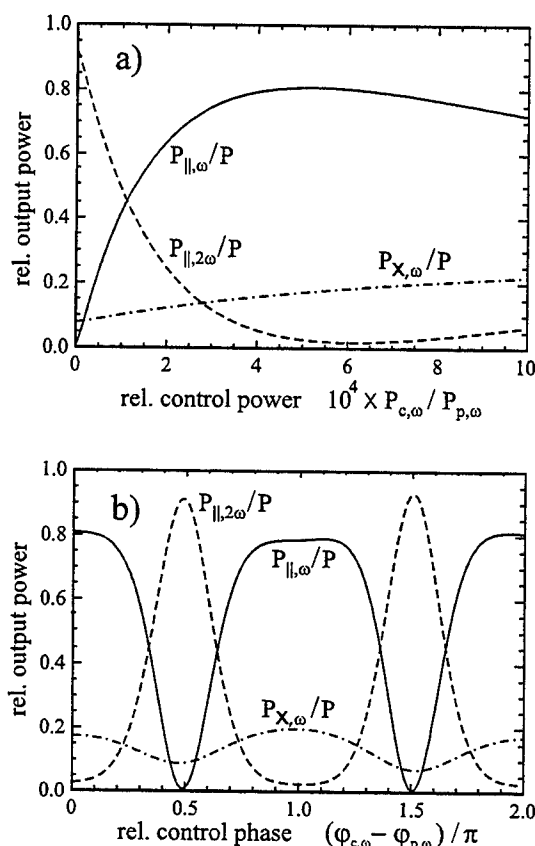 a)
1.0
0.8
0.6
0.4
0.2
0.0
rel. output power
P∥,ω/P
P∥,2ω/P
PX,ω/P
0 2 4 6 8 10
rel. control power 10⁴ × Pc,ω / Pp,ω
b)
1.0
0.8
0.6
0.4
0.2
0.0
rel. output power
P∥,2ω/P
P∥,ω/P
PX,ω/P
0 0.5 1.0 1.5 2.0
rel. control phase (φc,ω − φp,ω) / π